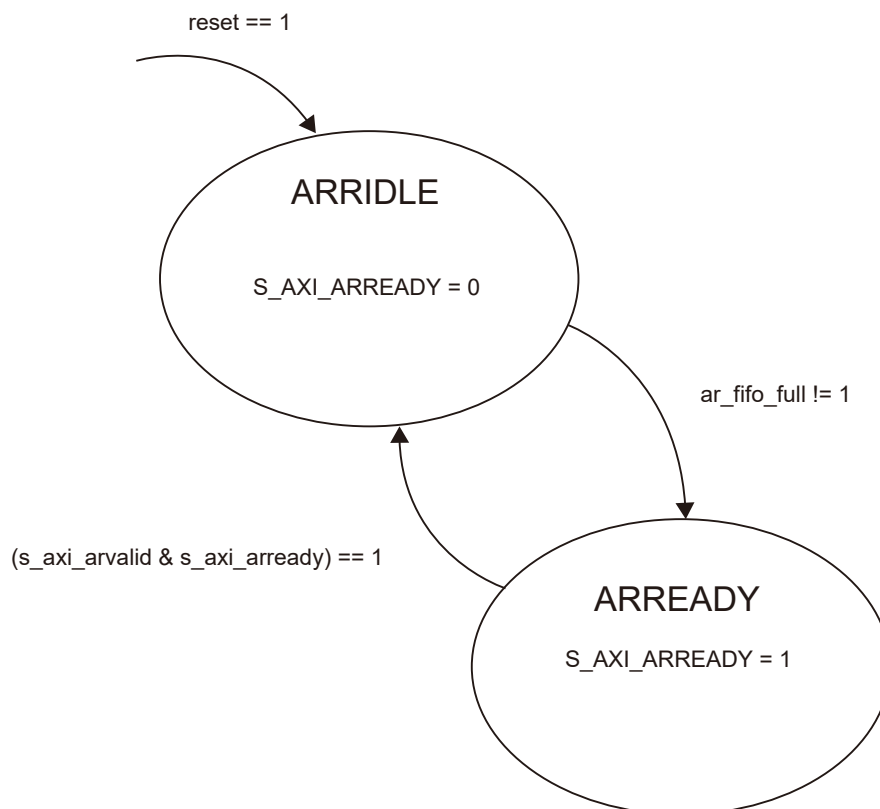 reset == 1
ARRIDLE
S_AXI_ARREADY = 0
ar_fifo_full != 1
(s_axi_arvalid & s_axi_arready) == 1
ARREADY
S_AXI_ARREADY = 1